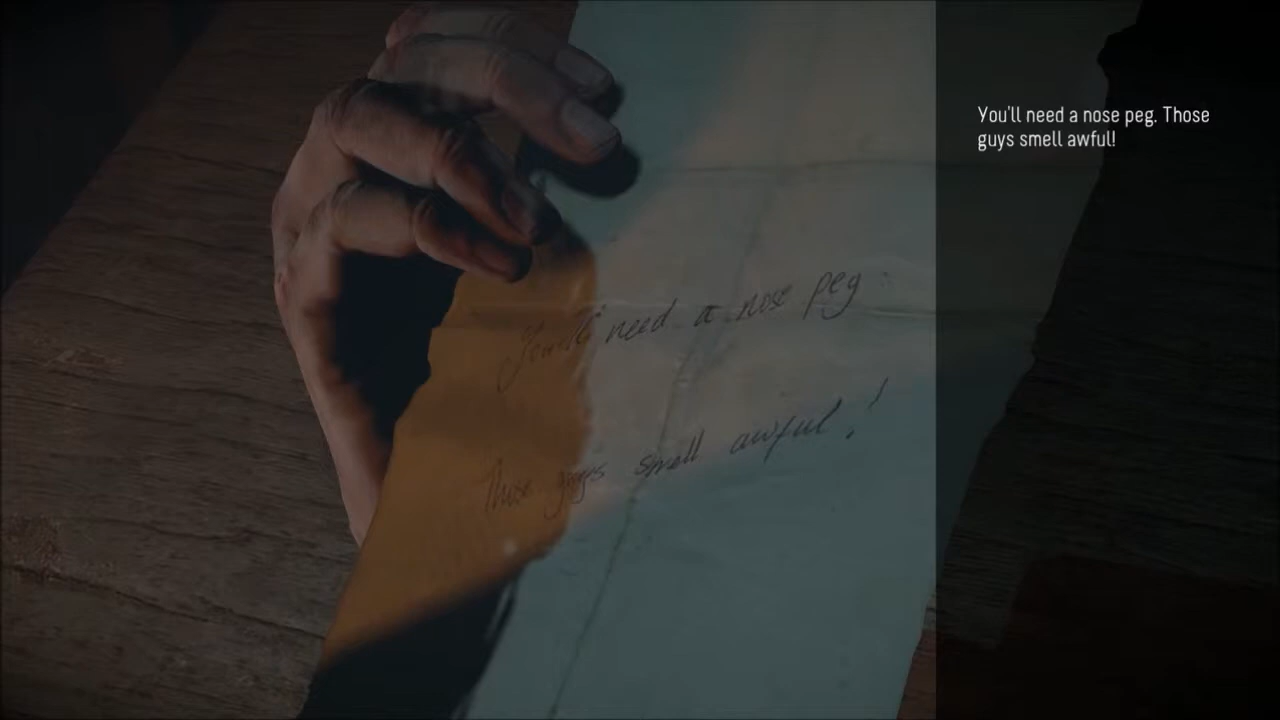 You'll need a nose peg. Those
guys smell awful!
You'll need a nose peg.
Those guys smell awful!